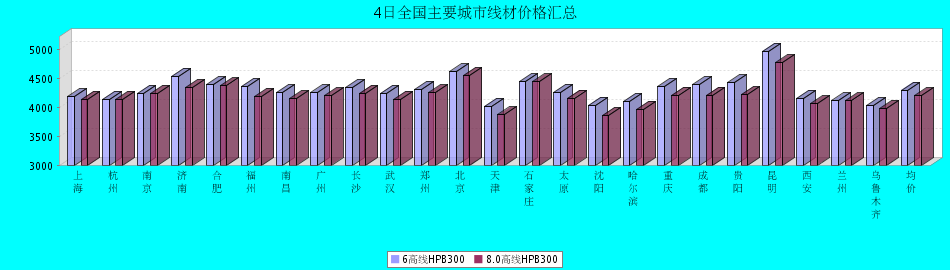 4日全国主要城市线材价格汇总
5000
4500
4000
3500
3000
上海
杭州
南京
济南
合肥
福州
南昌
广州
长沙
武汉
郑州
北京
天津
石家庄
太原
沈阳
哈尔滨
重庆
成都
贵阳
昆明
西安
兰州
乌鲁木齐
均价
6高线HPB300
8.0高线HPB300